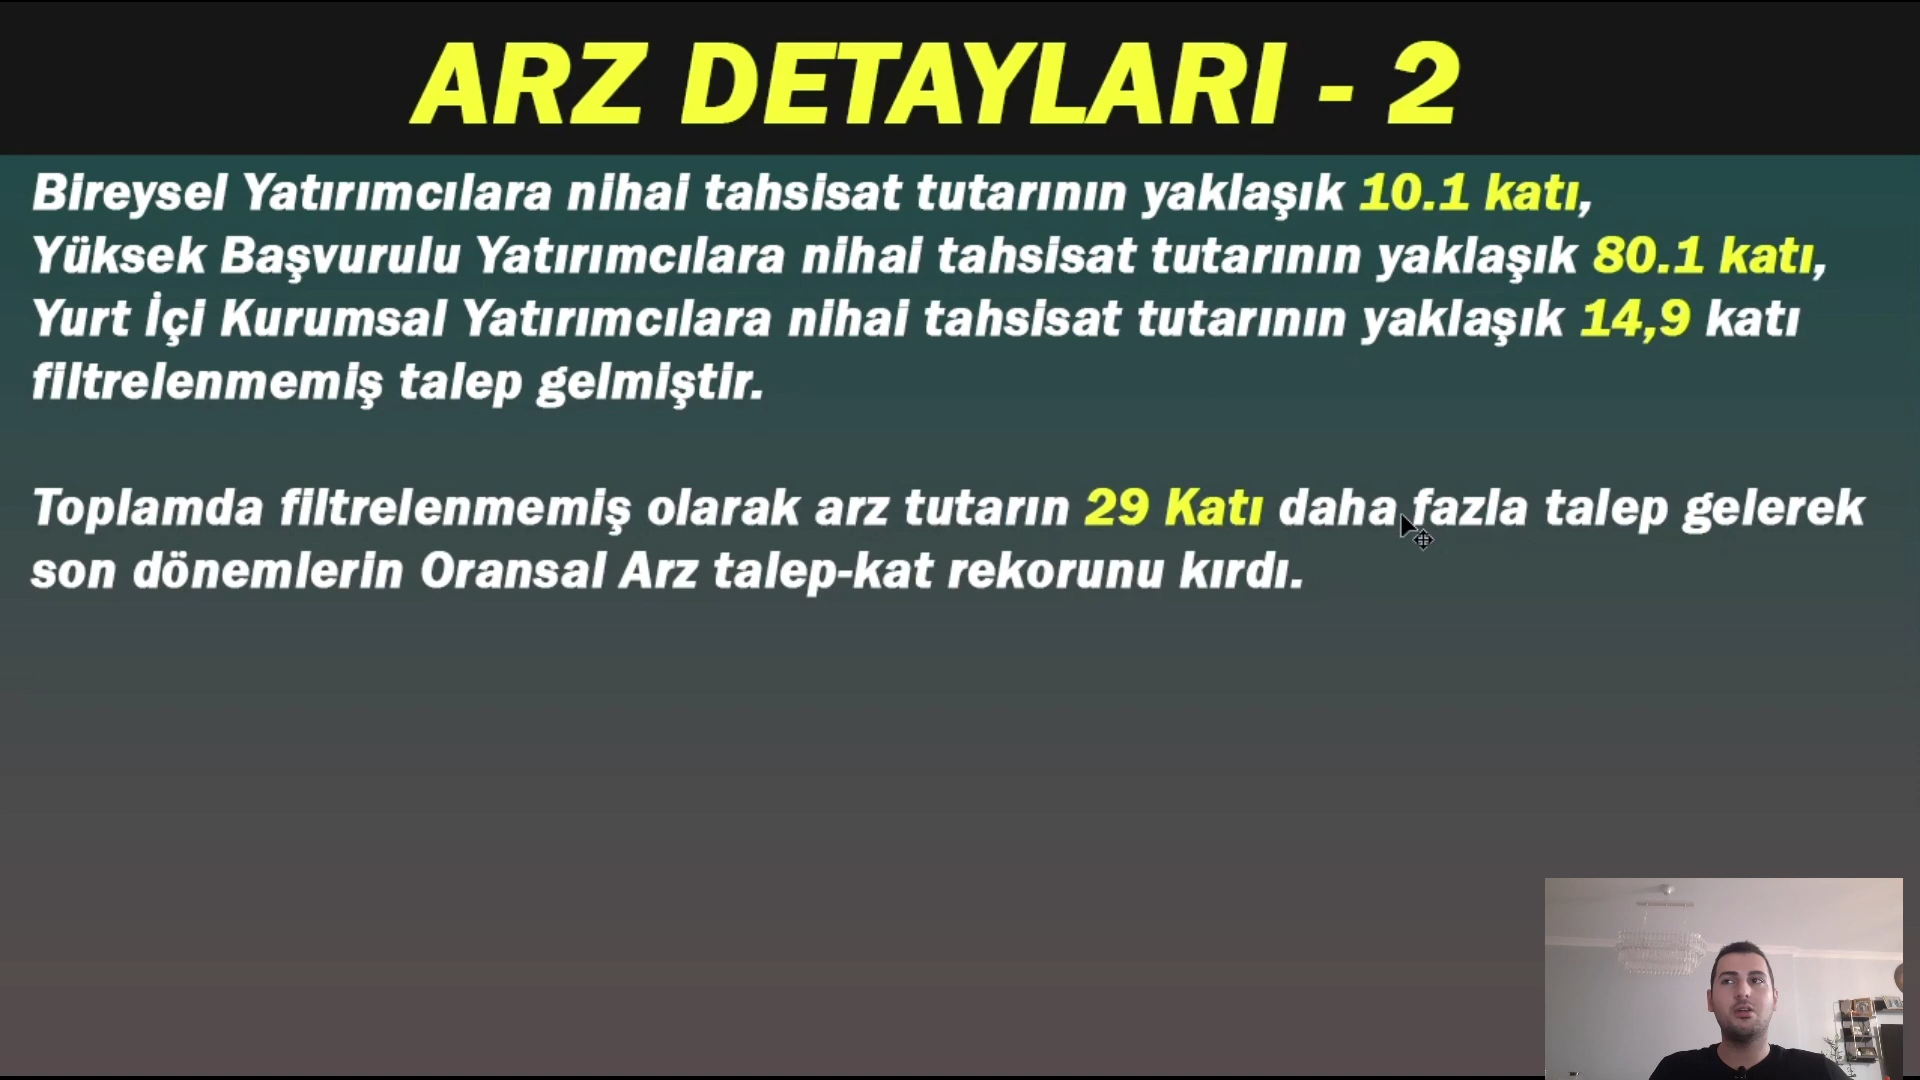 ARZ DETAYLARI - 2
Bireysel Yatırımcılara nihai tahsisat tutarının yaklaşık 10.1 katı,
Yüksek Başvurulu Yatırımcılara nihai tahsisat tutarının yaklaşık 80.1 katı,
Yurt İçi Kurumsal Yatırımcılara nihai tahsisat tutarının yaklaşık 14,9 katı
filtrelenmemiş talep gelmiştir.
Toplamda filtrelenmemiş olarak arz tutarın 29 Katı daha fazla talep gelerek
son dönemlerin Oransal Arz talep-kat rekorunu kırdı.